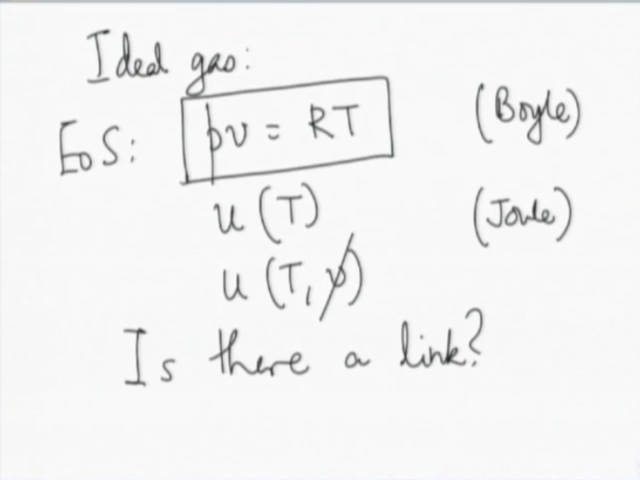 Ideal gas:
EoS: pv = RT (Boyle)
u (T) (Joule)
u (T, v)
Is there a link?